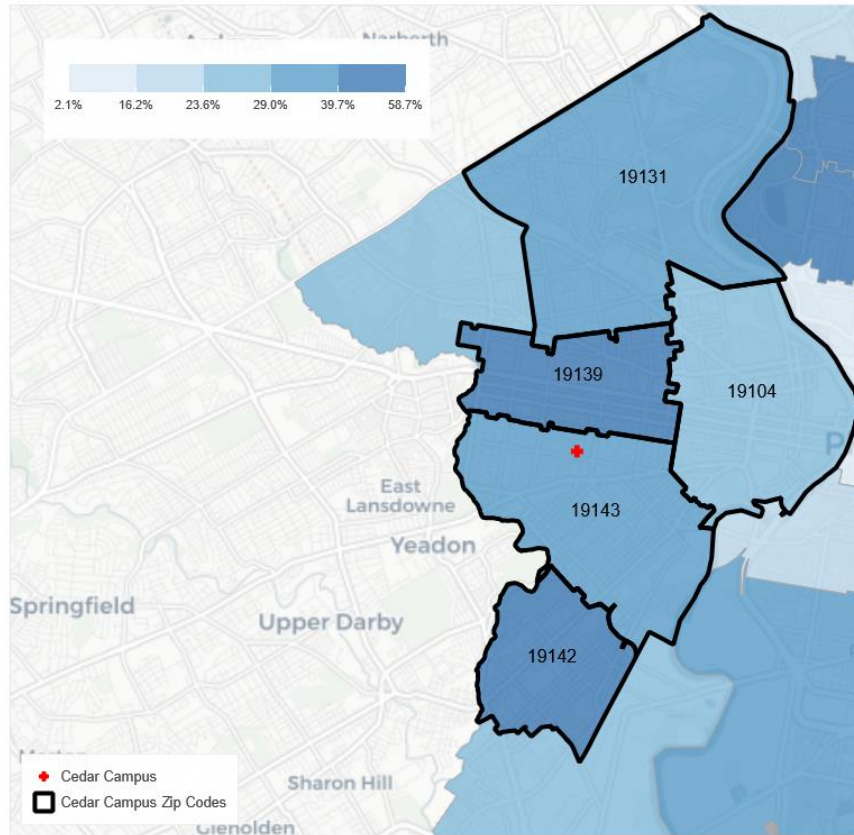 Narberth
2.1% 16.2% 23.6% 29.0% 39.7% 58.7%
19131
19139
19104
East
Lansdowne
19143
Yeadon
Springfield
Upper Darby
19142
Cedar Campus
Sharon Hill
Cedar Campus Zip Codes
Glenolden